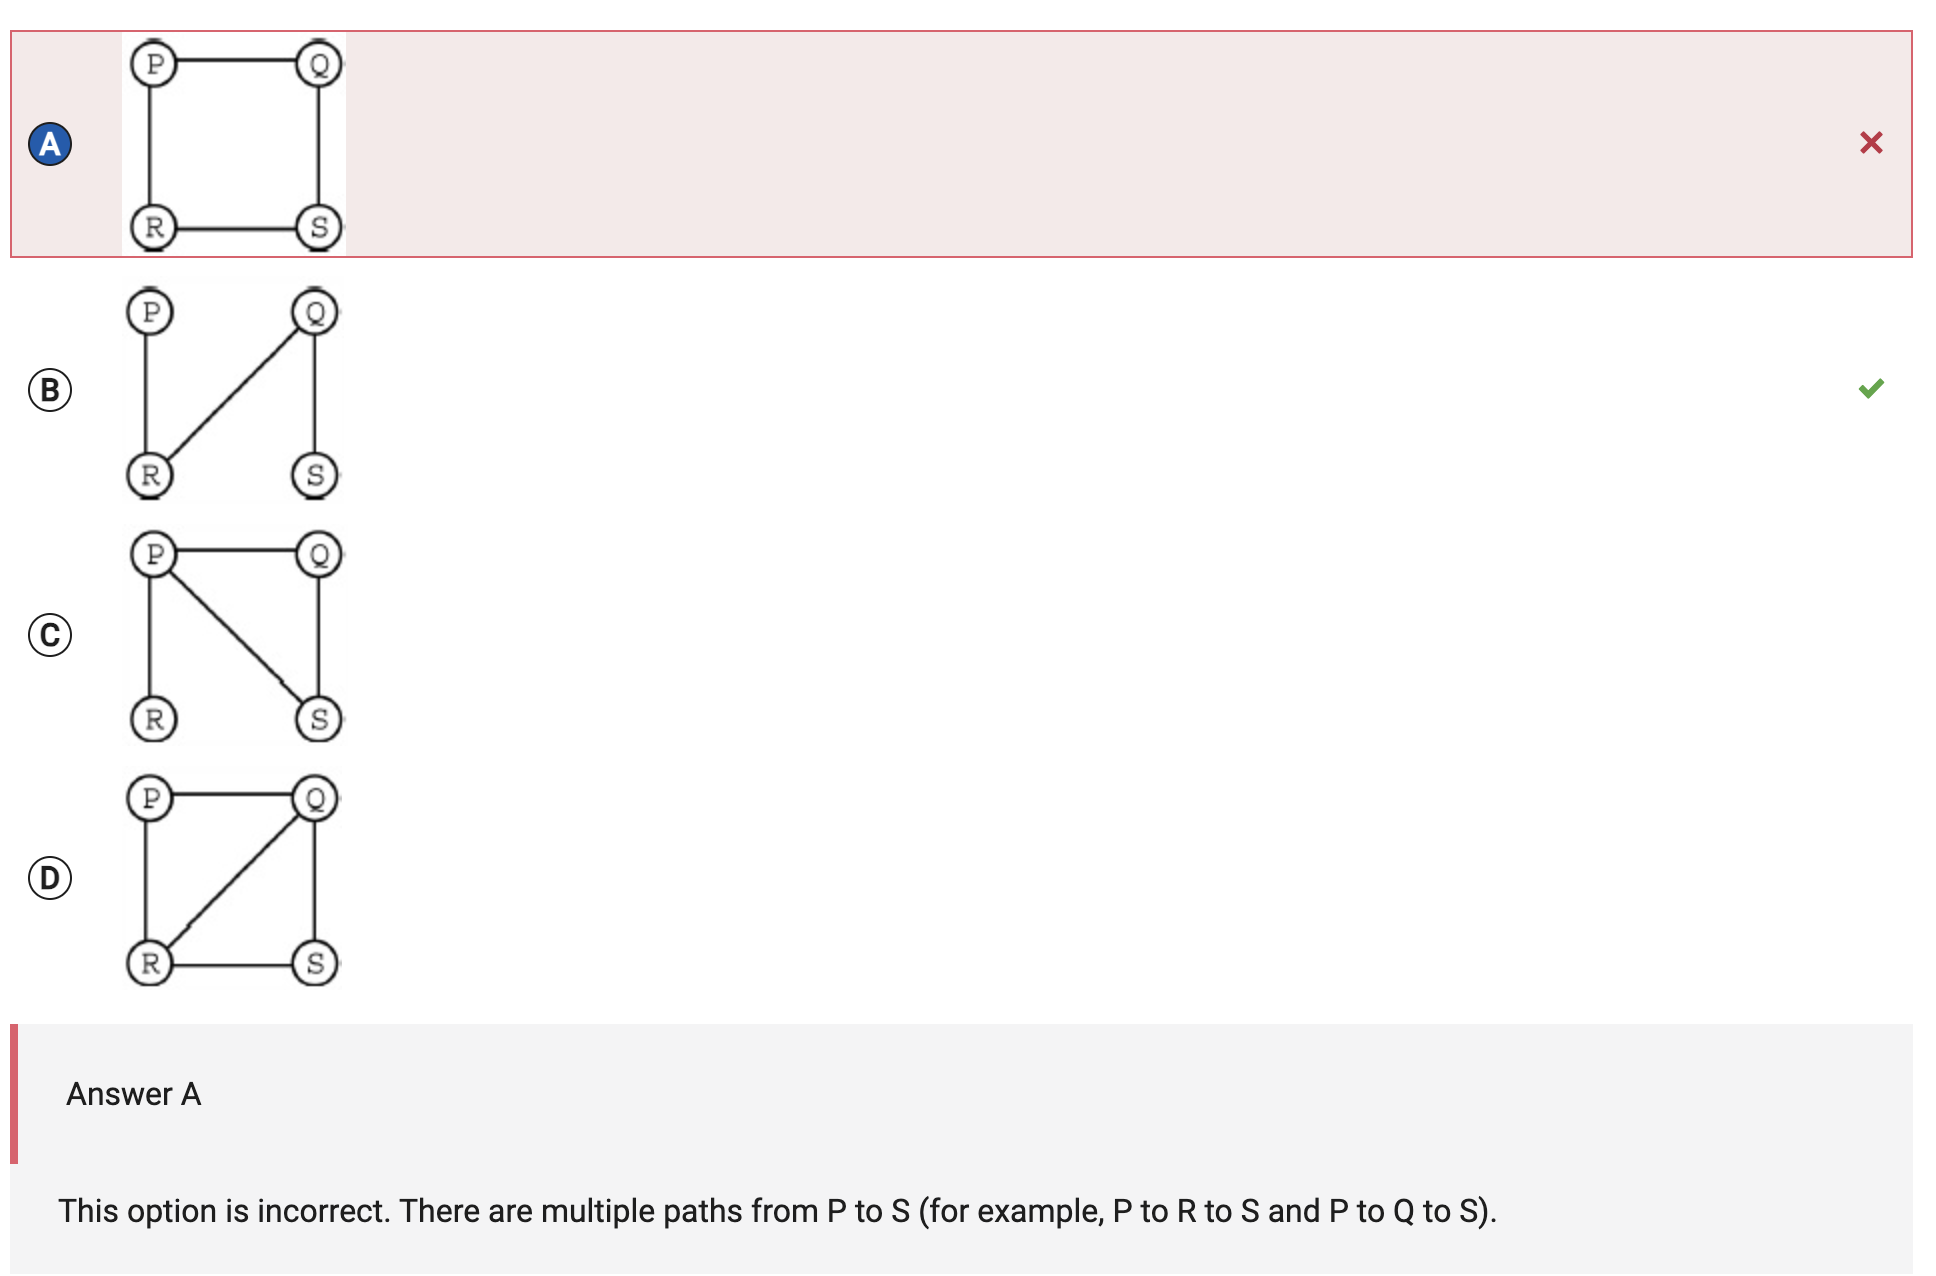 P Q
A
R S
P Q
B
R S
P Q
C
R S
P Q
D
R S
Answer A
This option is incorrect. There are multiple paths from P to S (for example, P to R to S and P to Q to S).